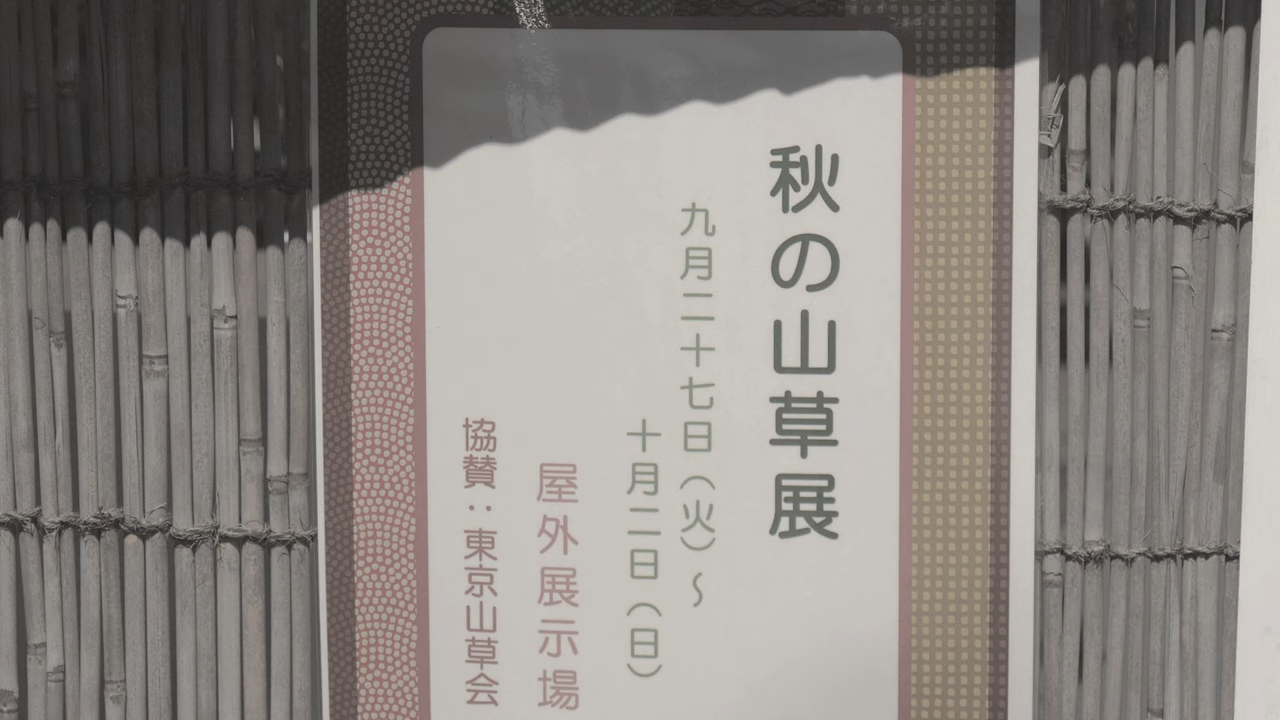 秋の山草展
九月二十七日（火）～
十月二日（日）
屋外展示場
協賛：東京山草会